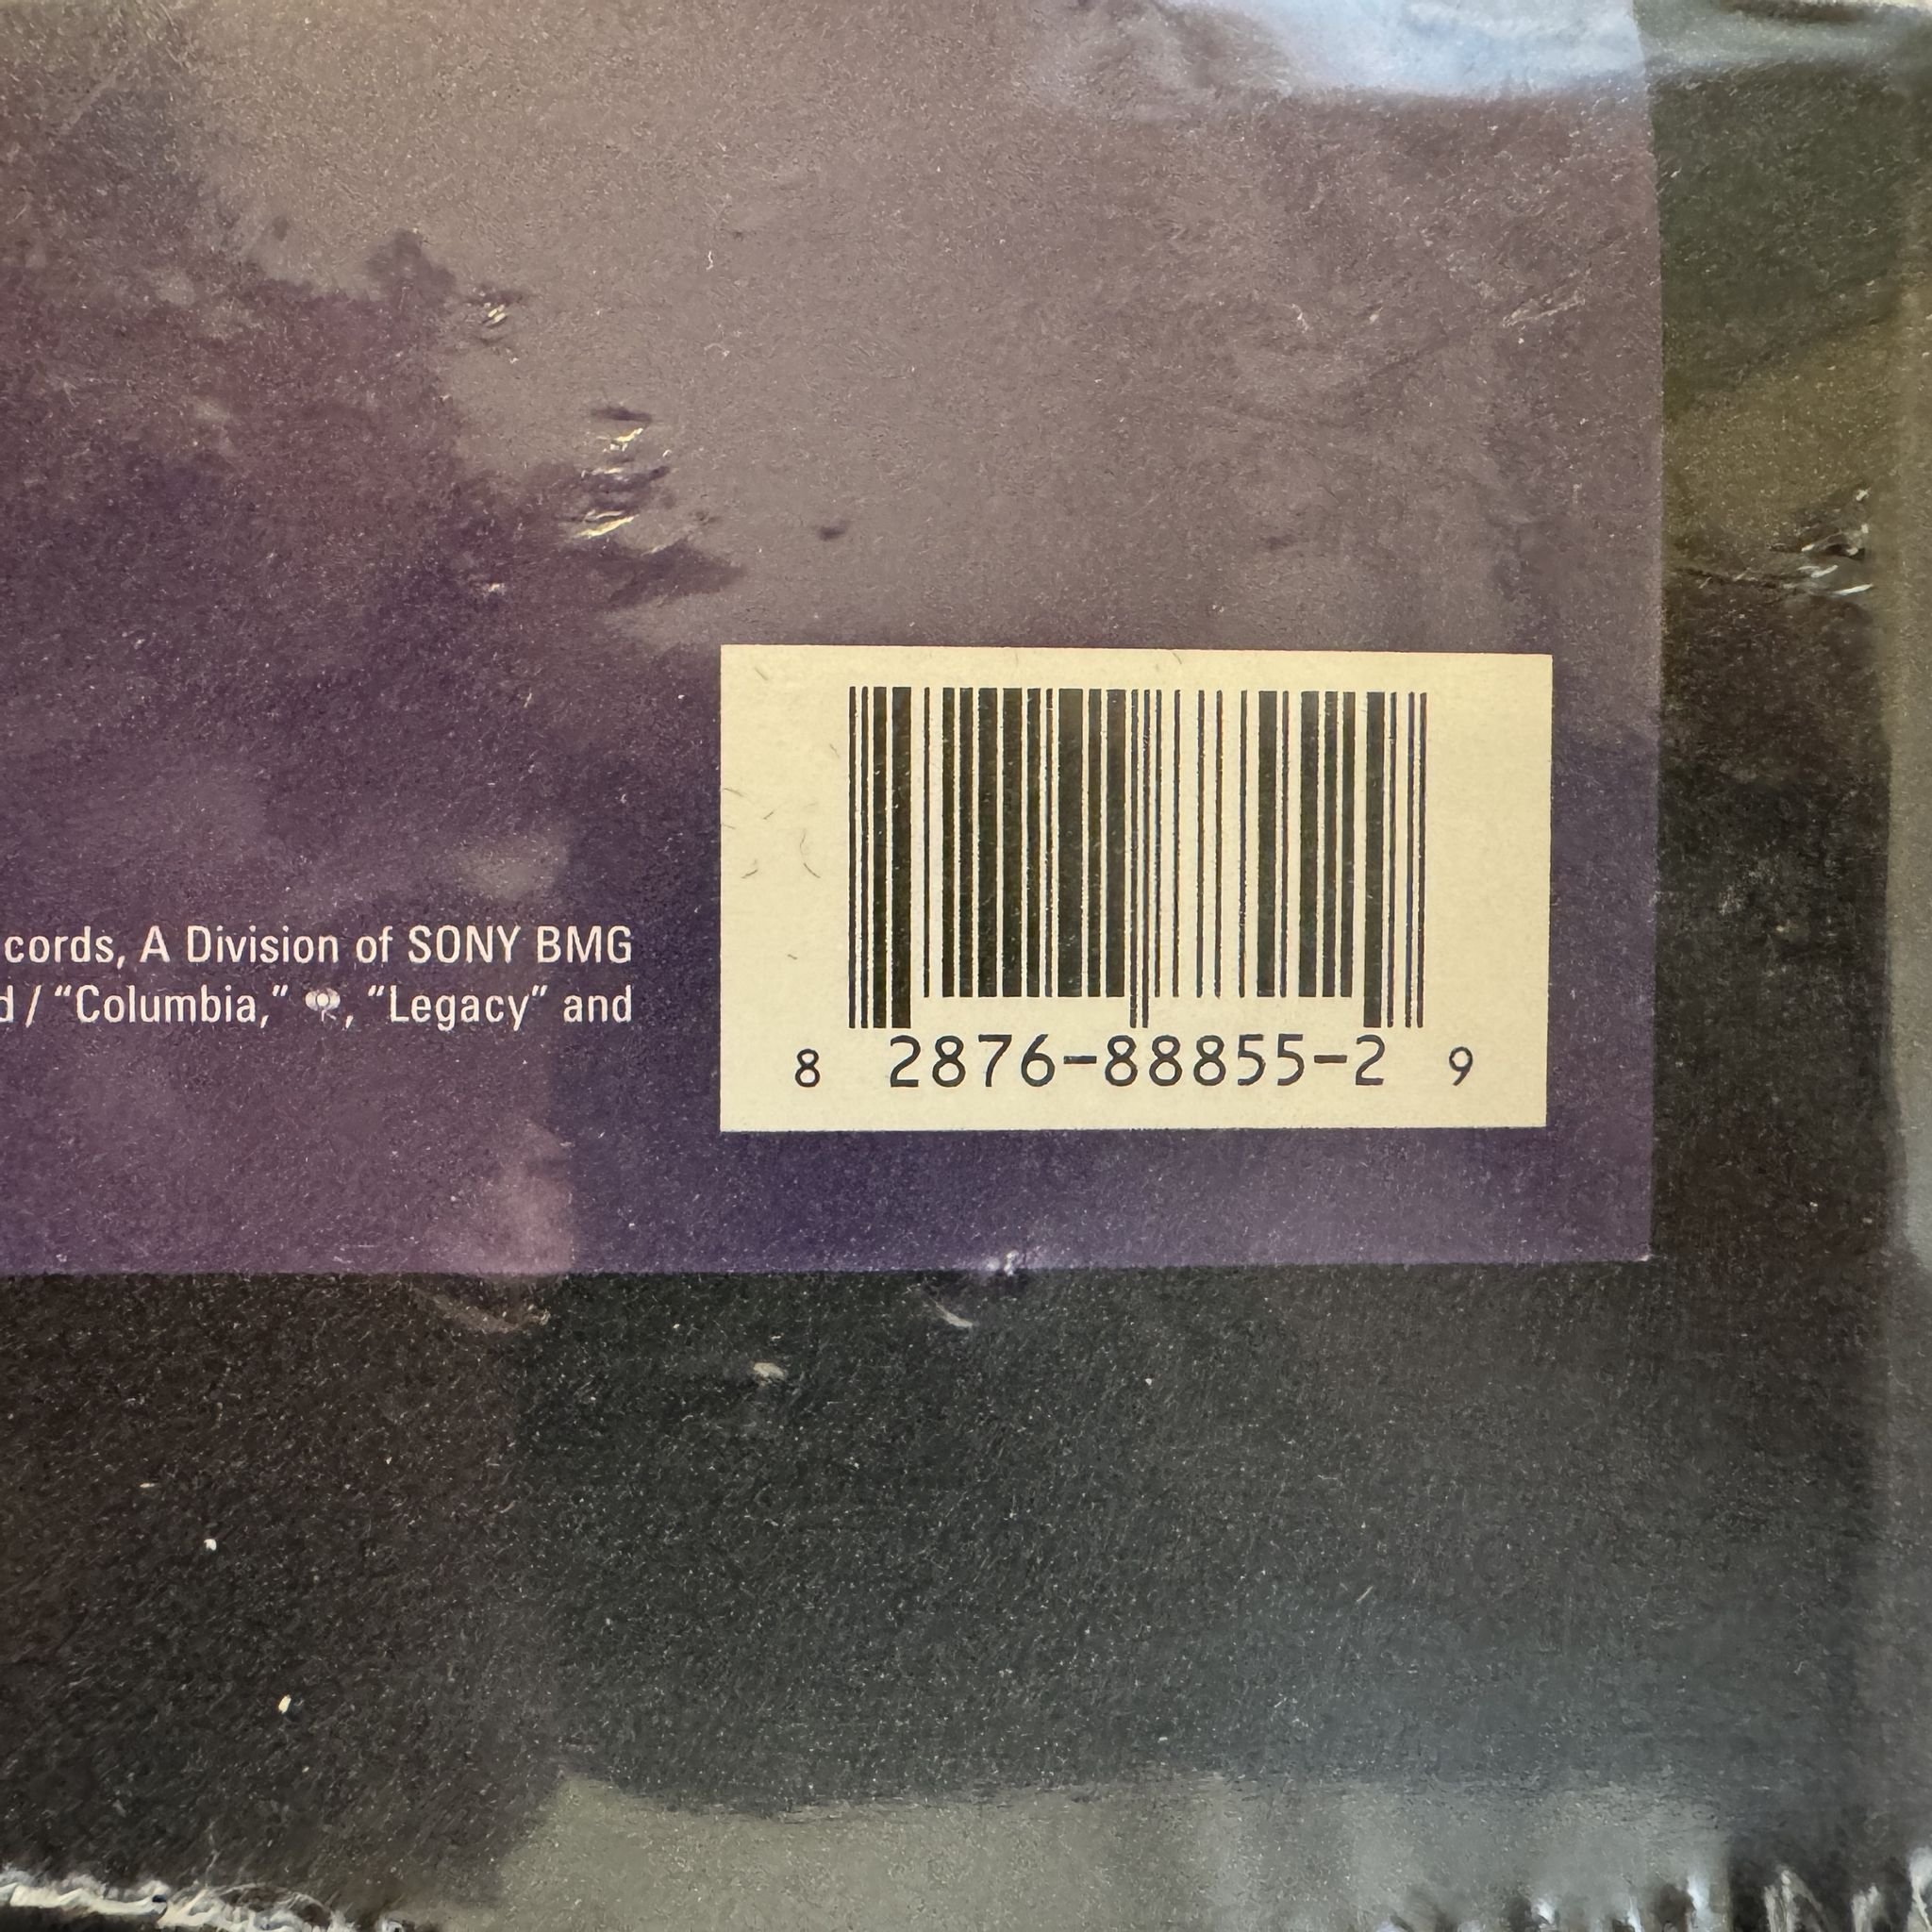 cords, A Division of SONY BMG
d / “Columbia,” , “Legacy” and
8 2876-88855-2 9